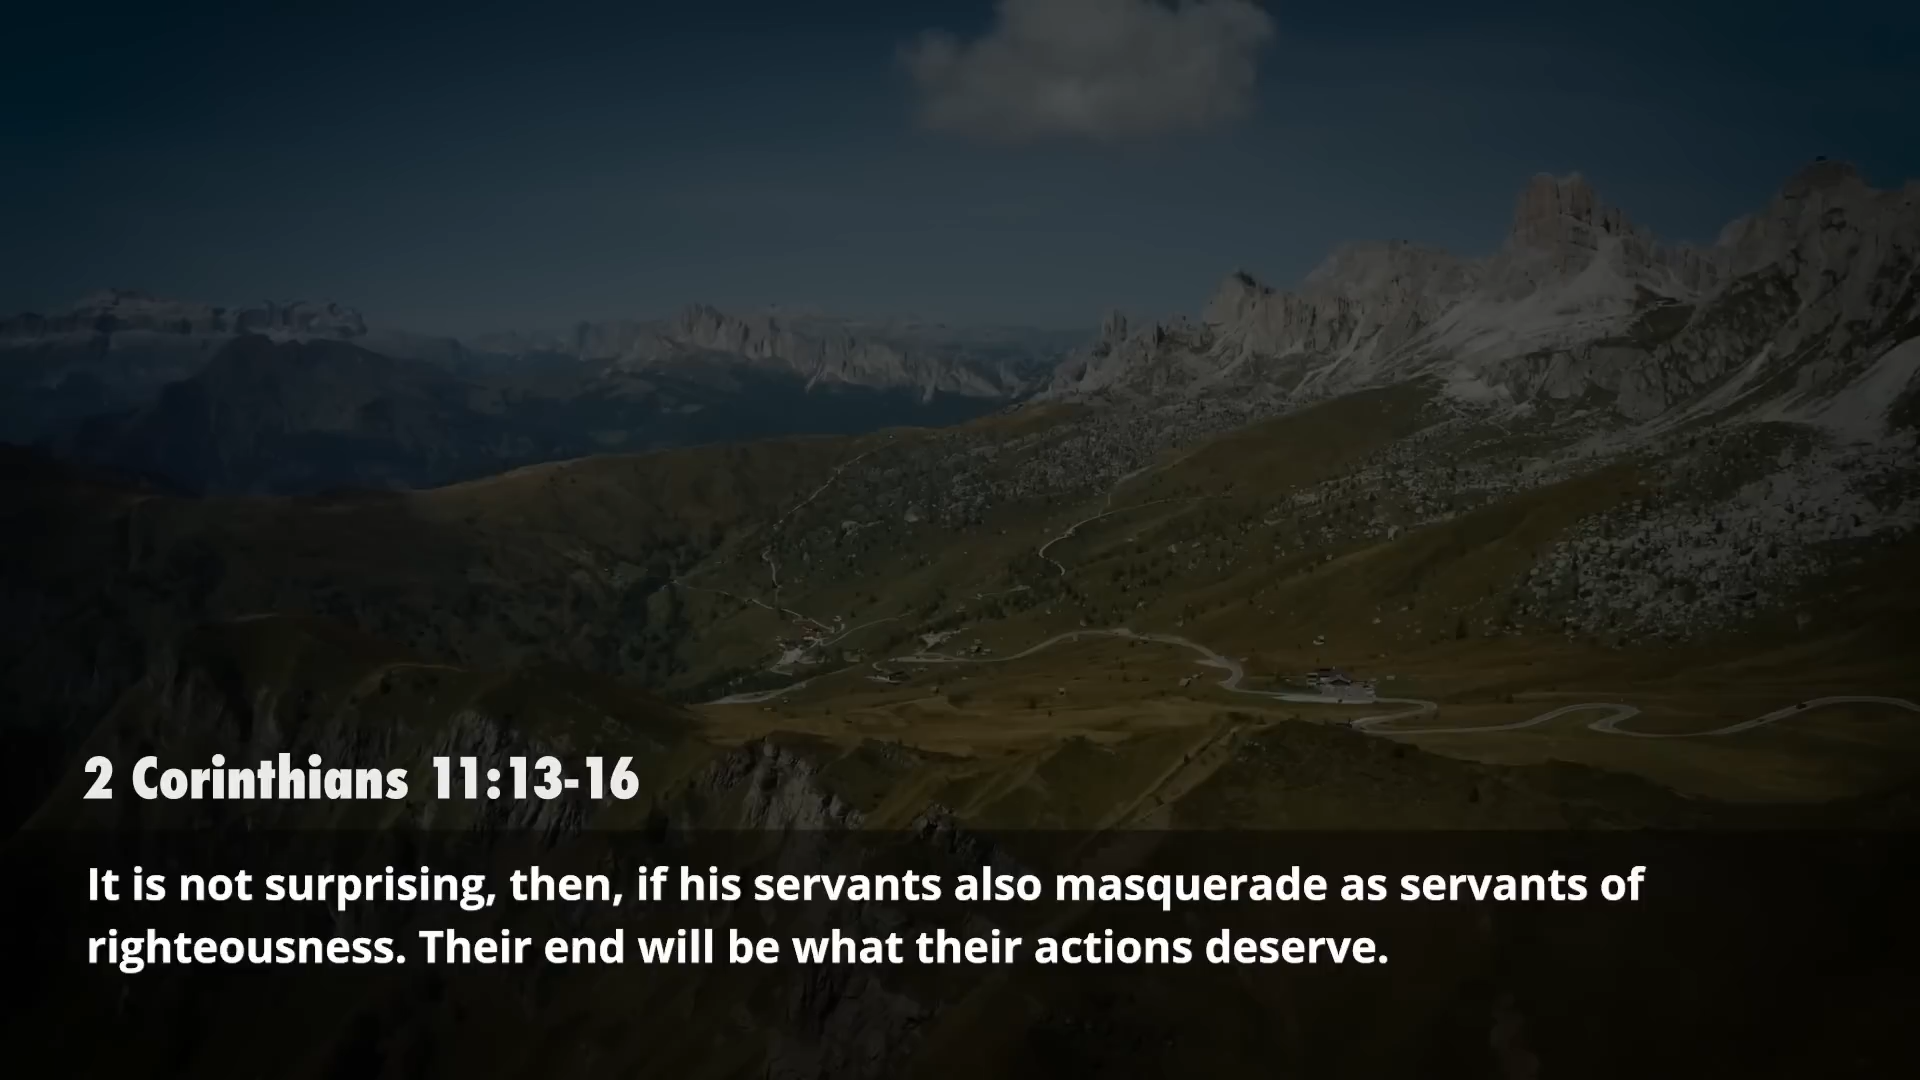 2 Corinthians 11:13-16
It is not surprising, then, if his servants also masquerade as servants of
righteousness. Their end will be what their actions deserve.